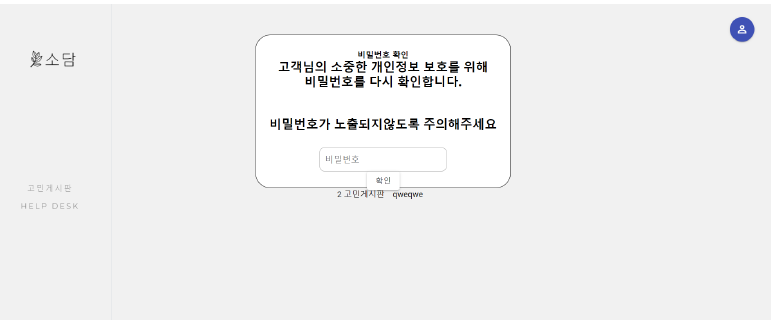 소담
고민게시판
HELP DESK
비밀번호 확인
고객님의 소중한 개인정보 보호를 위해
비밀번호를 다시 확인합니다.
비밀번호가 노출되지않도록 주의해주세요
비밀번호
확인
2 고민게시판 qweqwe